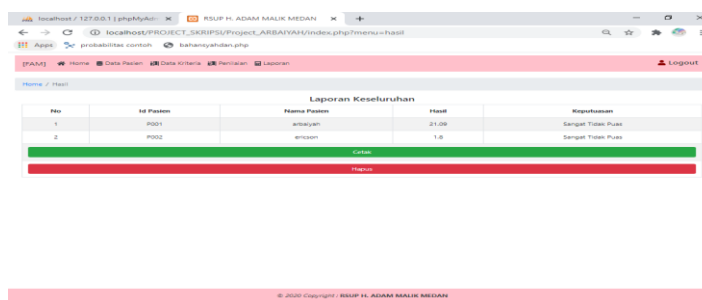 localhost / 127.0.0.1 | phpMyAdn
RSUP H. ADAM MALIK MEDAN
localhost/PROJECT_SKRIPSI/Project_ARBAIYAH/index.php?menu=hasil
Apps probabilitas contoh bahansyahdan.php
[PAM] Home Data Pasien Data Kriteria Penilaian Laporan Logout
Home / Hasil
Laporan Keseluruhan
No Id Pasien Nama Pasien Hasil Keputuasan
1 P001 arbaiyah 21.09 Sangat Tidak Puas
2 P002 ericson 1.6 Sangat Tidak Puas
Cetak
Hapus
© 2020 Copyright : RSUP H. ADAM MALIK MEDAN